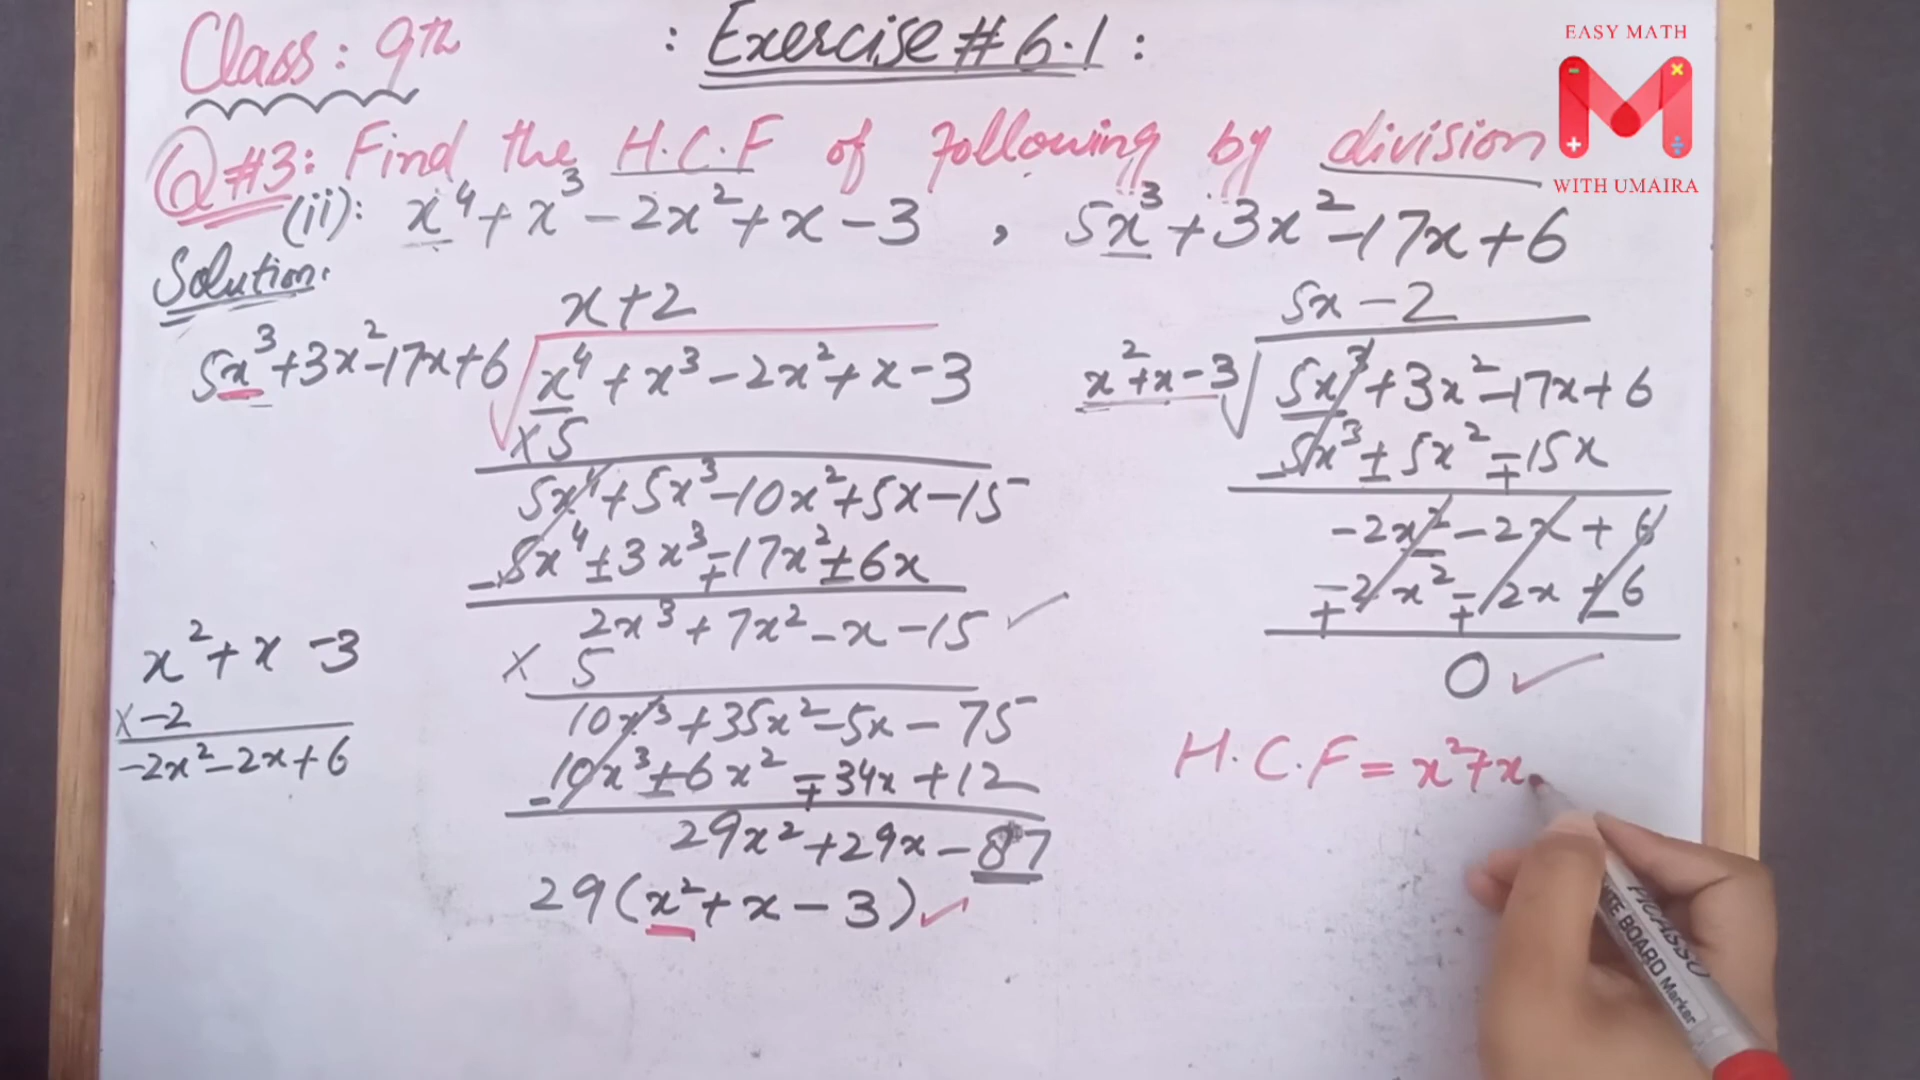 Class: 9th
: Exercise # 6.1 :
EASY MATH
WITH UMAIRA
Q#3: Find the H.C.F of following by division
(ii): x⁴ + x³ - 2x² + x - 3 , 5x³ + 3x² - 17x + 6
Solution:
x + 2
5x³ + 3x² - 17x + 6 √ x⁴ + x³ - 2x² + x - 3
× 5
5x⁴ + 5x³ - 10x² + 5x - 15
- 5x⁴ ± 3x³ ∓ 17x² ± 6x
2x³ + 7x² - x - 15 ✓
× 5
10x³ + 35x² - 5x - 75
- 10x³ ± 6x² ∓ 34x + 12
29x² + 29x - 87
29(x² + x - 3) ✓
x² + x - 3
× -2
-2x² - 2x + 6
5x - 2
x² + x - 3 √ 5x³ + 3x² - 17x + 6
- 5x³ ± 5x² ∓ 15x
-2x² - 2x + 6
∓ 2x² ∓ 2x ± 6
0 ✓
H.C.F = x² + x
PICASSO
WHITE BOARD Marker